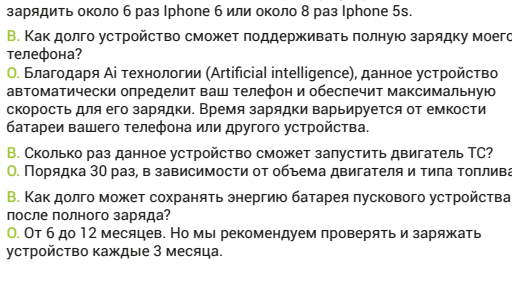 зарядить около 6 раз Iphone 6 или около 8 раз Iphone 5s.
В. Как долго устройство сможет поддерживать полную зарядку моего
телефона?
О. Благодаря Ai технологии (Artificial intelligence), данное устройство
автоматически определит ваш телефон и обеспечит максимальную
скорость для его зарядки. Время зарядки варьируется от емкости
батареи вашего телефона или другого устройства.
В. Сколько раз данное устройство сможет запустить двигатель ТС?
О. Порядка 30 раз, в зависимости от объема двигателя и типа топлива
В. Как долго может сохранять энергию батарея пускового устройства
после полного заряда?
О. От 6 до 12 месяцев. Но мы рекомендуем проверять и заряжать
устройство каждые 3 месяца.